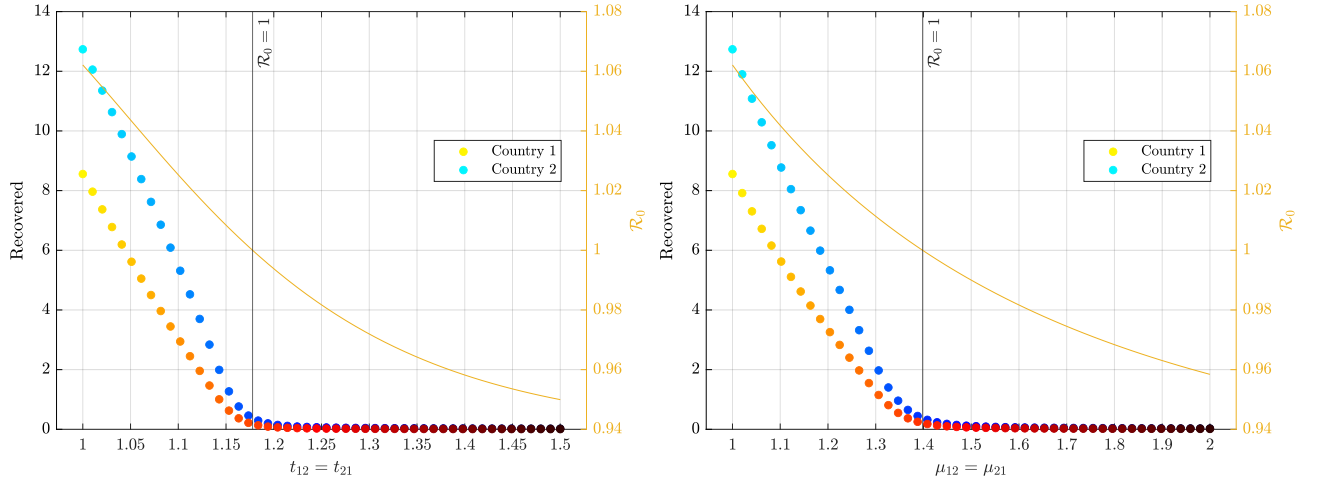 14
12
10
8
6
4
2
0
Recovered
1 1.05 1.1 1.15 1.2 1.25 1.3 1.35 1.4 1.45 1.5
t₁₂ = t₂₁
ℛ₀ = 1
Country 1
Country 2
1.08
1.06
1.04
1.02
1
0.98
0.96
0.94
ℛ₀
14
12
10
8
6
4
2
0
Recovered
1 1.1 1.2 1.3 1.4 1.5 1.6 1.7 1.8 1.9 2
μ₁₂ = μ₂₁
ℛ₀ = 1
Country 1
Country 2
1.08
1.06
1.04
1.02
1
0.98
0.96
0.94
ℛ₀